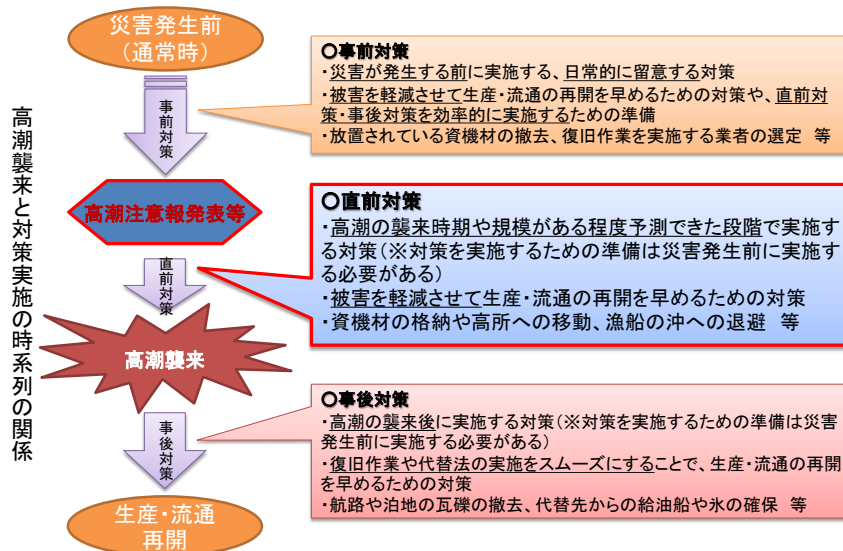 高潮襲来と対策実施の時系列の関係
災害発生前
(通常時)
事前対策
○事前対策
・災害が発生する前に実施する、日常的に留意する対策
・被害を軽減させて生産・流通の再開を早めるための対策や、直前対
策・事後対策を効率的に実施するための準備
・放置されている資機材の撤去、復旧作業を実施する業者の選定 等
高潮注意報発表等
直前対策
○直前対策
・高潮の襲来時期や規模がある程度予測できた段階で実施す
る対策(※対策を実施するための準備は災害発生前に実施す
る必要がある)
・被害を軽減させて生産・流通の再開を早めるための対策
・資機材の格納や高所への移動、漁船の沖への退避 等
高潮襲来
事後対策
○事後対策
・高潮の襲来後に実施する対策(※対策を実施するための準備は災害
発生前に実施する必要がある)
・復旧作業や代替法の実施をスムーズにすることで、生産・流通の再開
を早めるための対策
・航路や泊地の瓦礫の撤去、代替先からの給油船や氷の確保 等
生産・流通
再開